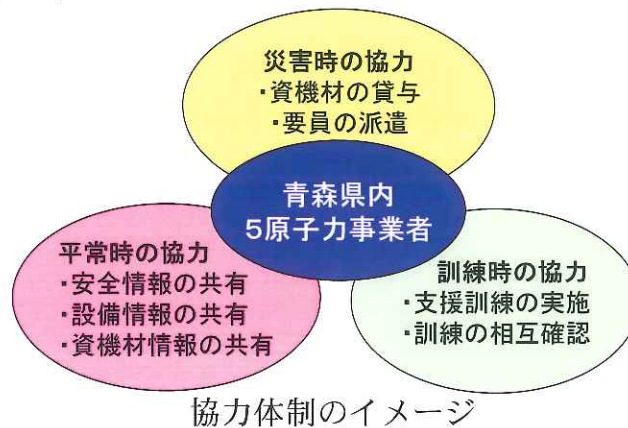 災害時の協力
・資機材の貸与
・要員の派遣
青森県内
5原子力事業者
平常時の協力
・安全情報の共有
・設備情報の共有
・資機材情報の共有
訓練時の協力
・支援訓練の実施
・訓練の相互確認
協力体制のイメージ